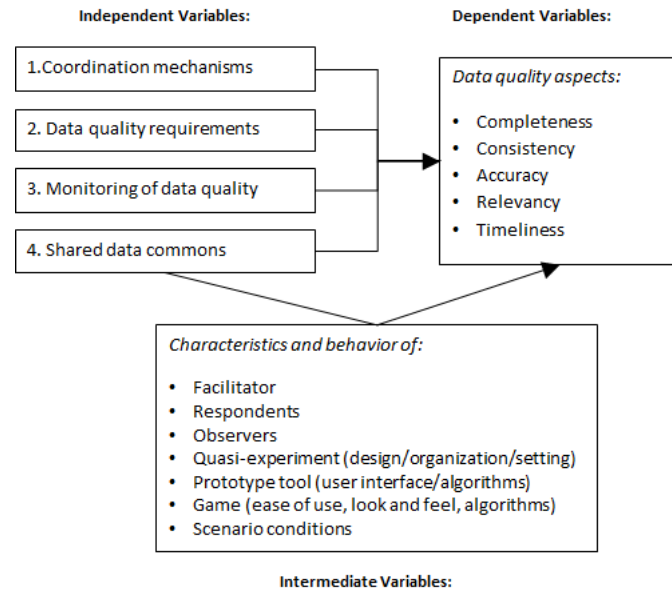 Independent Variables:
Dependent Variables:
1.Coordination mechanisms
2. Data quality requirements
3. Monitoring of data quality
4. Shared data commons
Data quality aspects:
• Completeness
• Consistency
• Accuracy
• Relevancy
• Timeliness
Characteristics and behavior of:
• Facilitator
• Respondents
• Observers
• Quasi-experiment (design/organization/setting)
• Prototype tool (user interface/algorithms)
• Game (ease of use, look and feel, algorithms)
• Scenario conditions
Intermediate Variables: